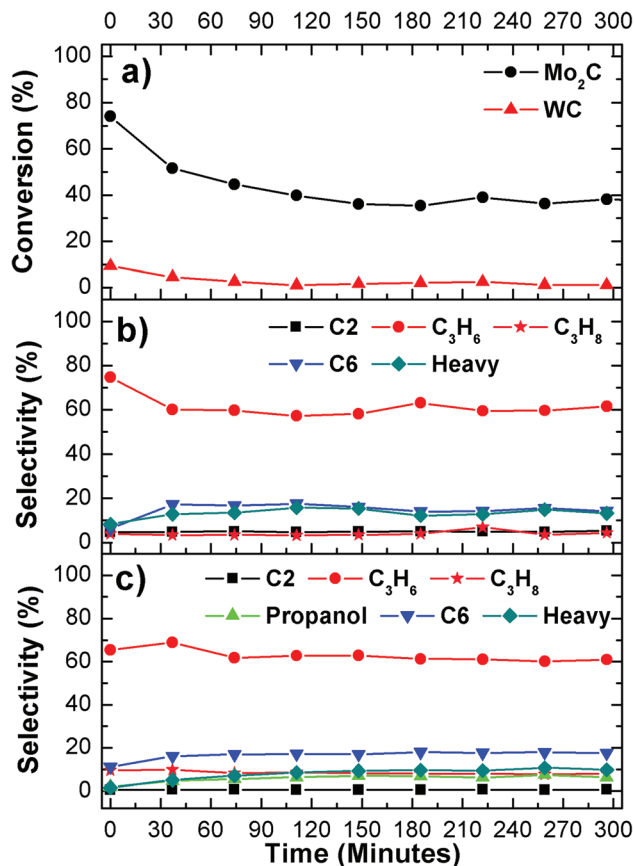 0 30 60 90 120 150 180 210 240 270 300
a)
Mo₂C
WC
Conversion (%)
100
80
60
40
20
0
b)
C2 C₃H₆ C₃H₈
C6 Heavy
Selectivity (%)
100
80
60
40
20
0
c)
C2 C₃H₆ C₃H₈
Propanol C6 Heavy
Selectivity (%)
100
80
60
40
20
0
0 30 60 90 120 150 180 210 240 270 300
Time (Minutes)